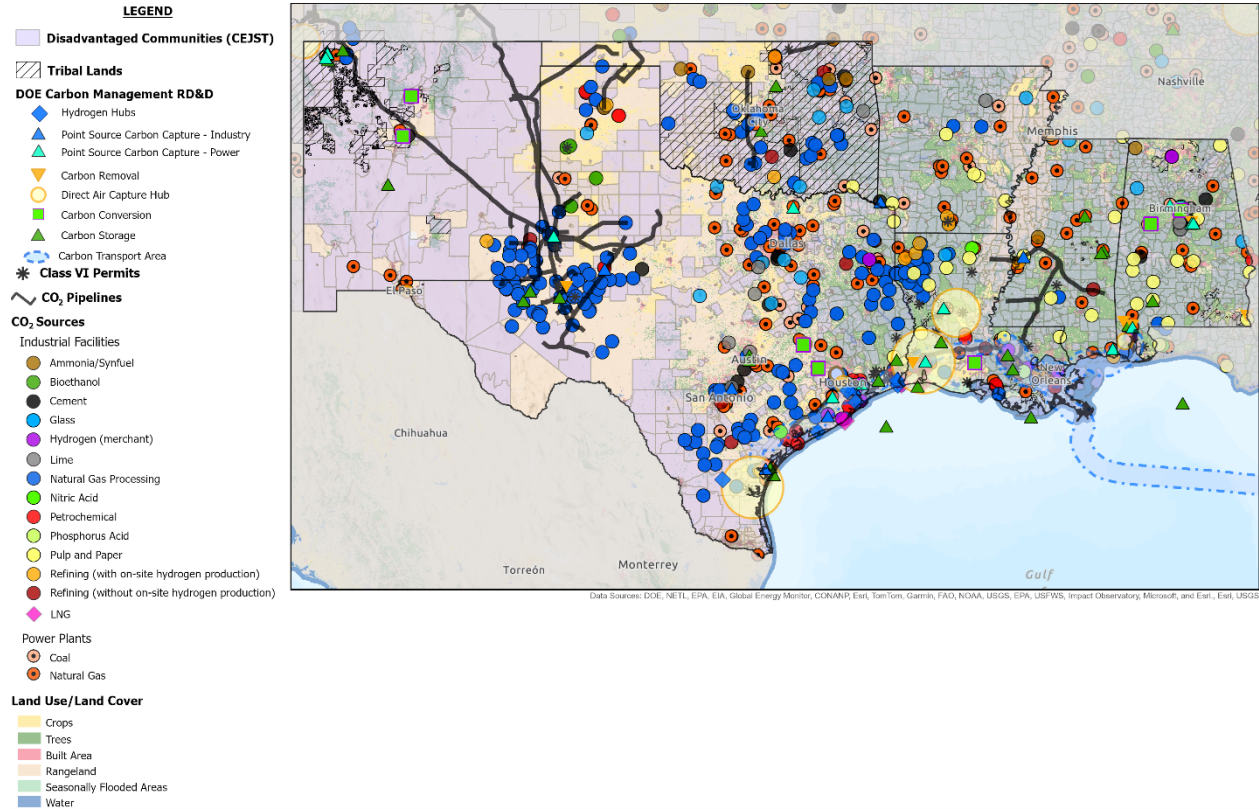 LEGEND
Disadvantaged Communities (CEJST)
Tribal Lands
DOE Carbon Management RD&D
Hydrogen Hubs
Point Source Carbon Capture - Industry
Point Source Carbon Capture - Power
Carbon Removal
Direct Air Capture Hub
Carbon Conversion
Carbon Storage
Carbon Transport Area
Class VI Permits
CO2 Pipelines
CO2 Sources
Industrial Facilities
Ammonia/Synfuel
Bioethanol
Cement
Glass
Hydrogen (merchant)
Lime
Natural Gas Processing
Nitric Acid
Petrochemical
Phosphorus Acid
Pulp and Paper
Refining (with on-site hydrogen production)
Refining (without on-site hydrogen production)
LNG
Power Plants
Coal
Natural Gas
Land Use/Land Cover
Crops
Trees
Built Area
Rangeland
Seasonally Flooded Areas
Water
Nashville
Oklahoma
City
Memphis
Birmingham
Dallas
El Paso
Austin
Houston
New
Orleans
San Antonio
Chihuahua
Torreón
Monterrey
Gulf
Data Sources: DOE, NETL, EPA, EIA, Global Energy Monitor, CONANP, Esri, TomTom, Garmin, FAO, NOAA, USGS, EPA, USFWS, Impact Observatory, Microsoft, and Esri., Esri, USGS